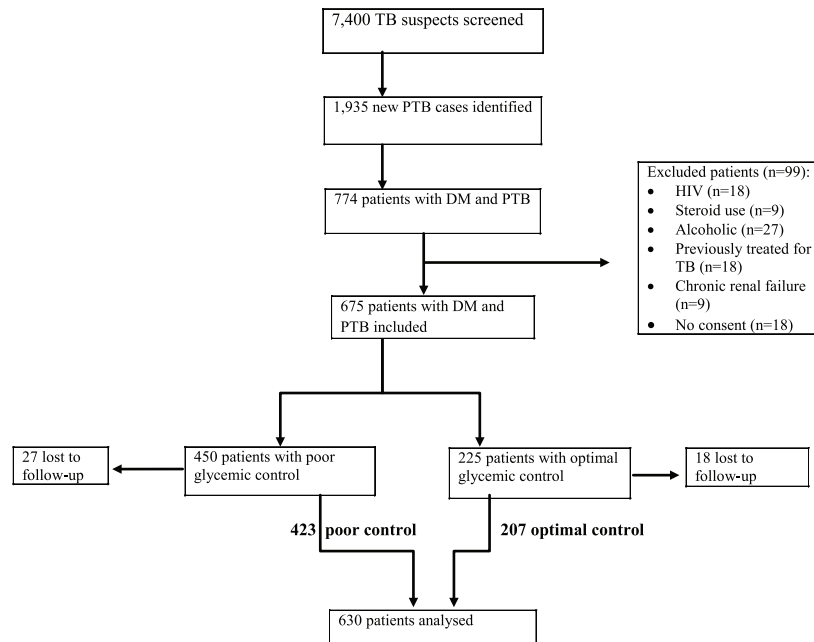 7,400 TB suspects screened
1,935 new PTB cases identified
774 patients with DM and PTB
Excluded patients (n=99):
• HIV (n=18)
• Steroid use (n=9)
• Alcoholic (n=27)
• Previously treated for
TB (n=18)
• Chronic renal failure
(n=9)
• No consent (n=18)
675 patients with DM and
PTB included
27 lost to
follow-up
450 patients with poor
glycemic control
225 patients with optimal
glycemic control
18 lost to
follow-up
423 poor control
207 optimal control
630 patients analysed